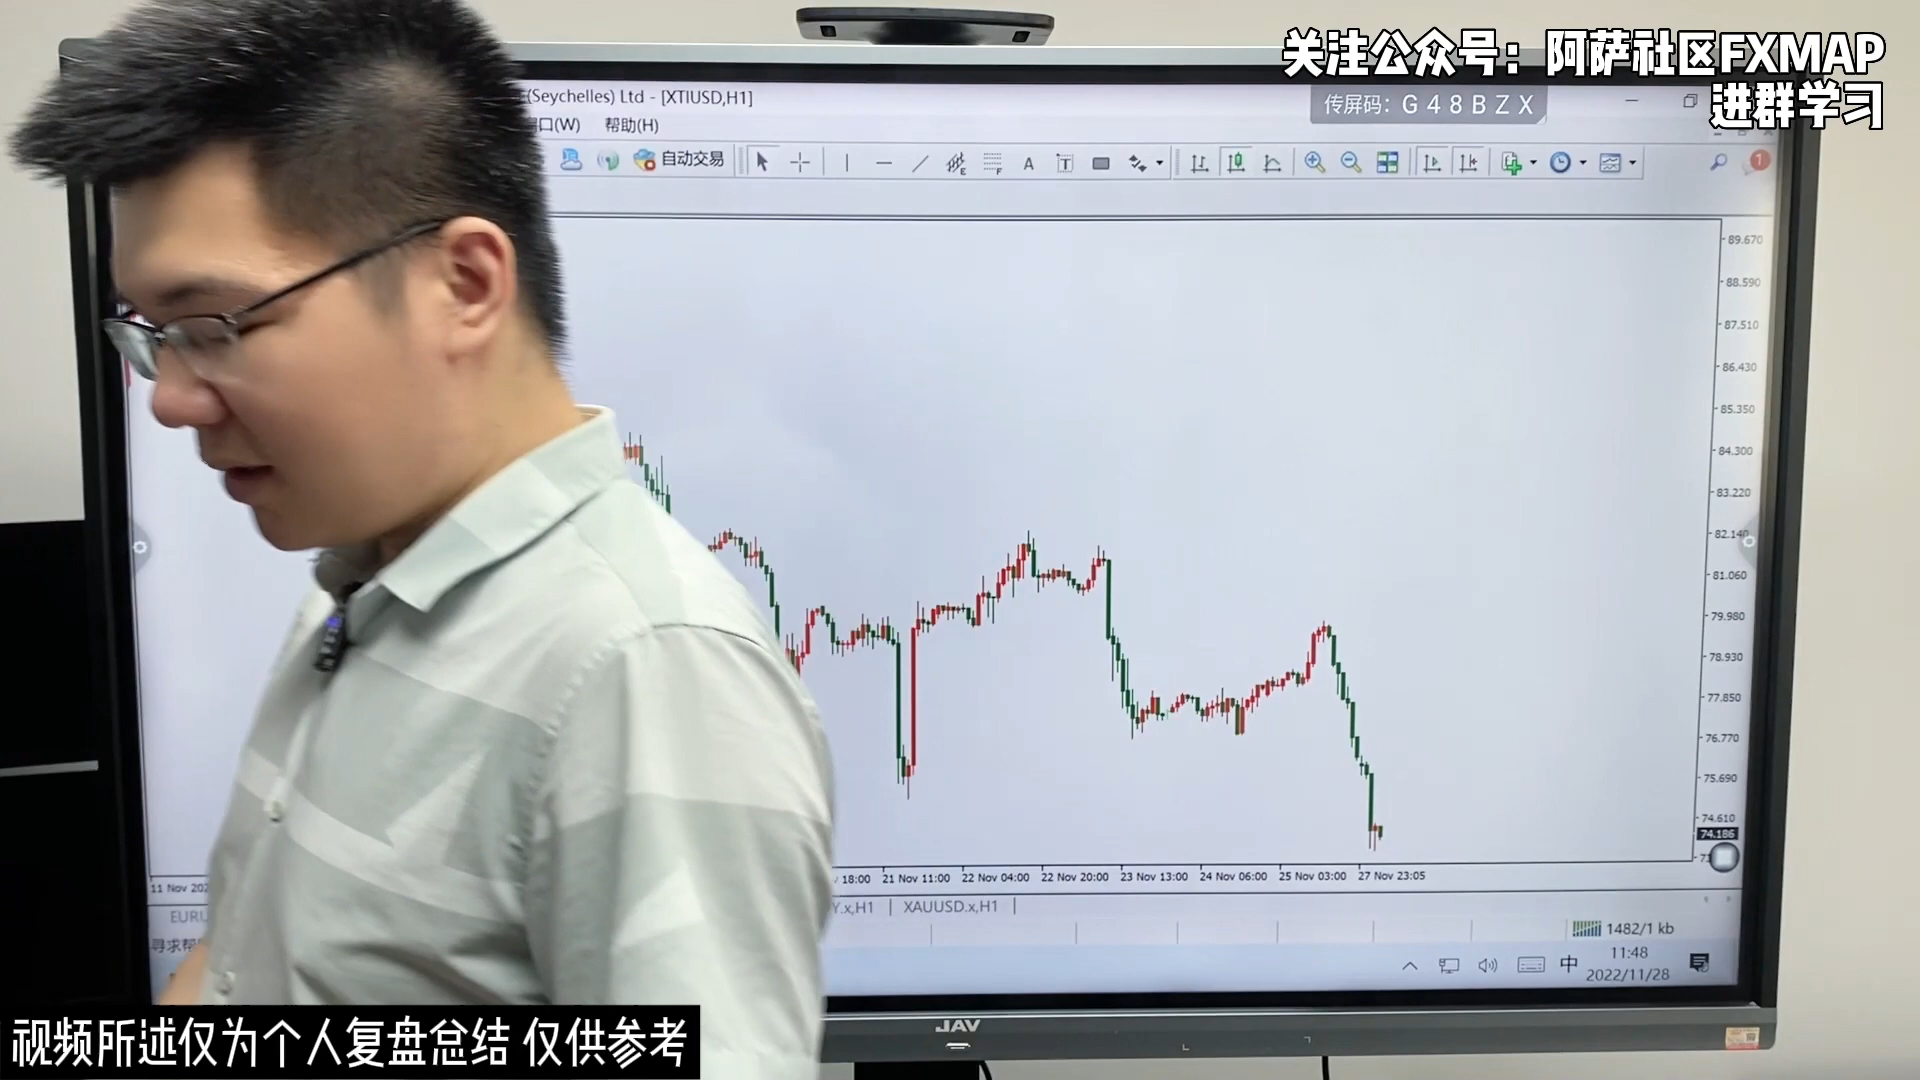 关注公众号：阿萨社区FXMAP
进群学习
(Seychelles) Ltd - [XTIUSD,H1]
传屏码：G48BZX
口(W) 帮助(H)
自动交易
A
T
1
89.670
88.590
87.510
86.430
85.350
84.300
83.220
82.140
81.060
79.980
78.930
77.850
76.770
75.690
74.610
74.186
11 Nov 202
18:00 21 Nov 11:00 22 Nov 04:00 22 Nov 20:00 23 Nov 13:00 24 Nov 06:00 25 Nov 03:00 27 Nov 23:05
EURU
Y.x,H1 | XAUUSD.x,H1 |
寻求帮
1482/1 kb
中
11:48
2022/11/28
JAV
视频所述仅为个人复盘总结 仅供参考